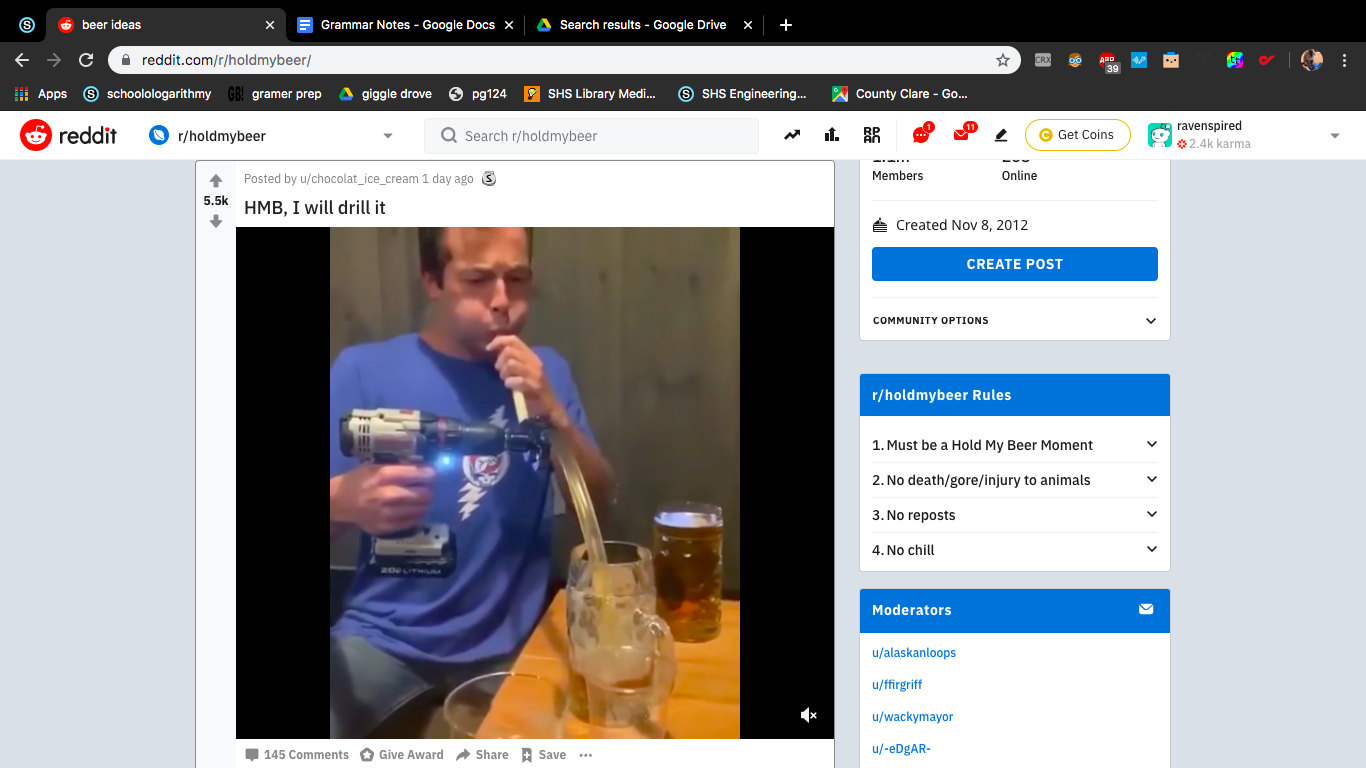 beer ideas
Grammar Notes - Google Docs
Search results - Google Drive
reddit.com/r/holdmybeer/
CRX
ABP
39
Apps
schoolologarithmy
GB!
gramer prep
giggle drove
pg124
SHS Library Medi...
SHS Engineering...
County Clare - Go...
reddit
r/holdmybeer
Search r/holdmybeer
1
11
Get Coins
ravenspired
2.4k karma
Posted by u/chocolat_ice_cream 1 day ago
5.5k
HMB, I will drill it
20V LITHIUM
145 Comments
Give Award
Share
Save
Members
Online
Created Nov 8, 2012
CREATE POST
COMMUNITY OPTIONS
r/holdmybeer Rules
1. Must be a Hold My Beer Moment
2. No death/gore/injury to animals
3. No reposts
4. No chill
Moderators
u/alaskanloops
u/ffirgriff
u/wackymayor
u/-eDgAR-